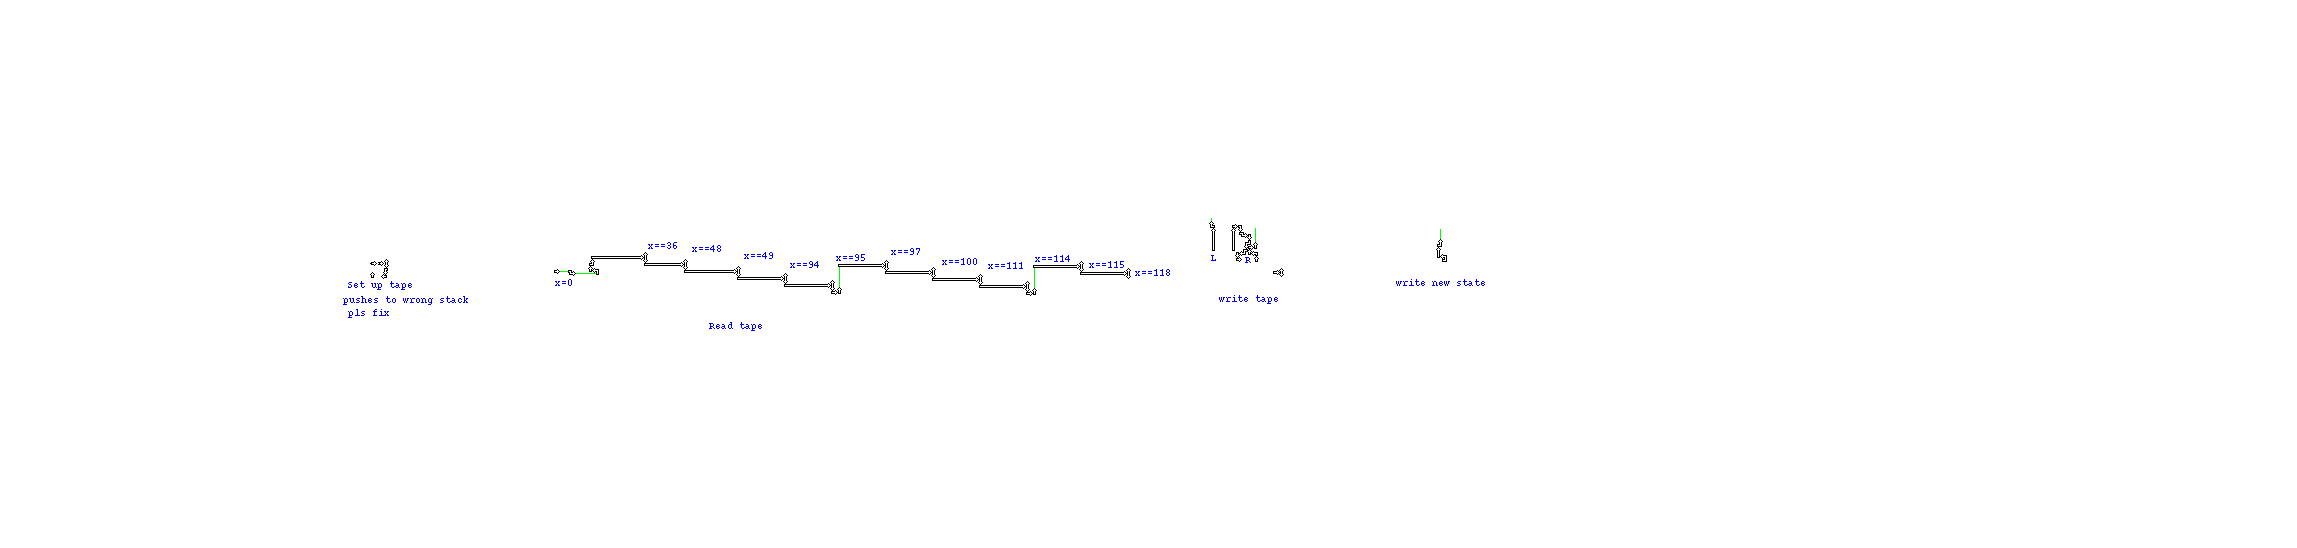 x==36
x==48
x==49
x==94
x==95
x==97
x==100
x==111
x==114
x==115
x==118
x=0
L
R
Set up tape
pushes to wrong stack
pls fix
Read tape
write tape
write new state